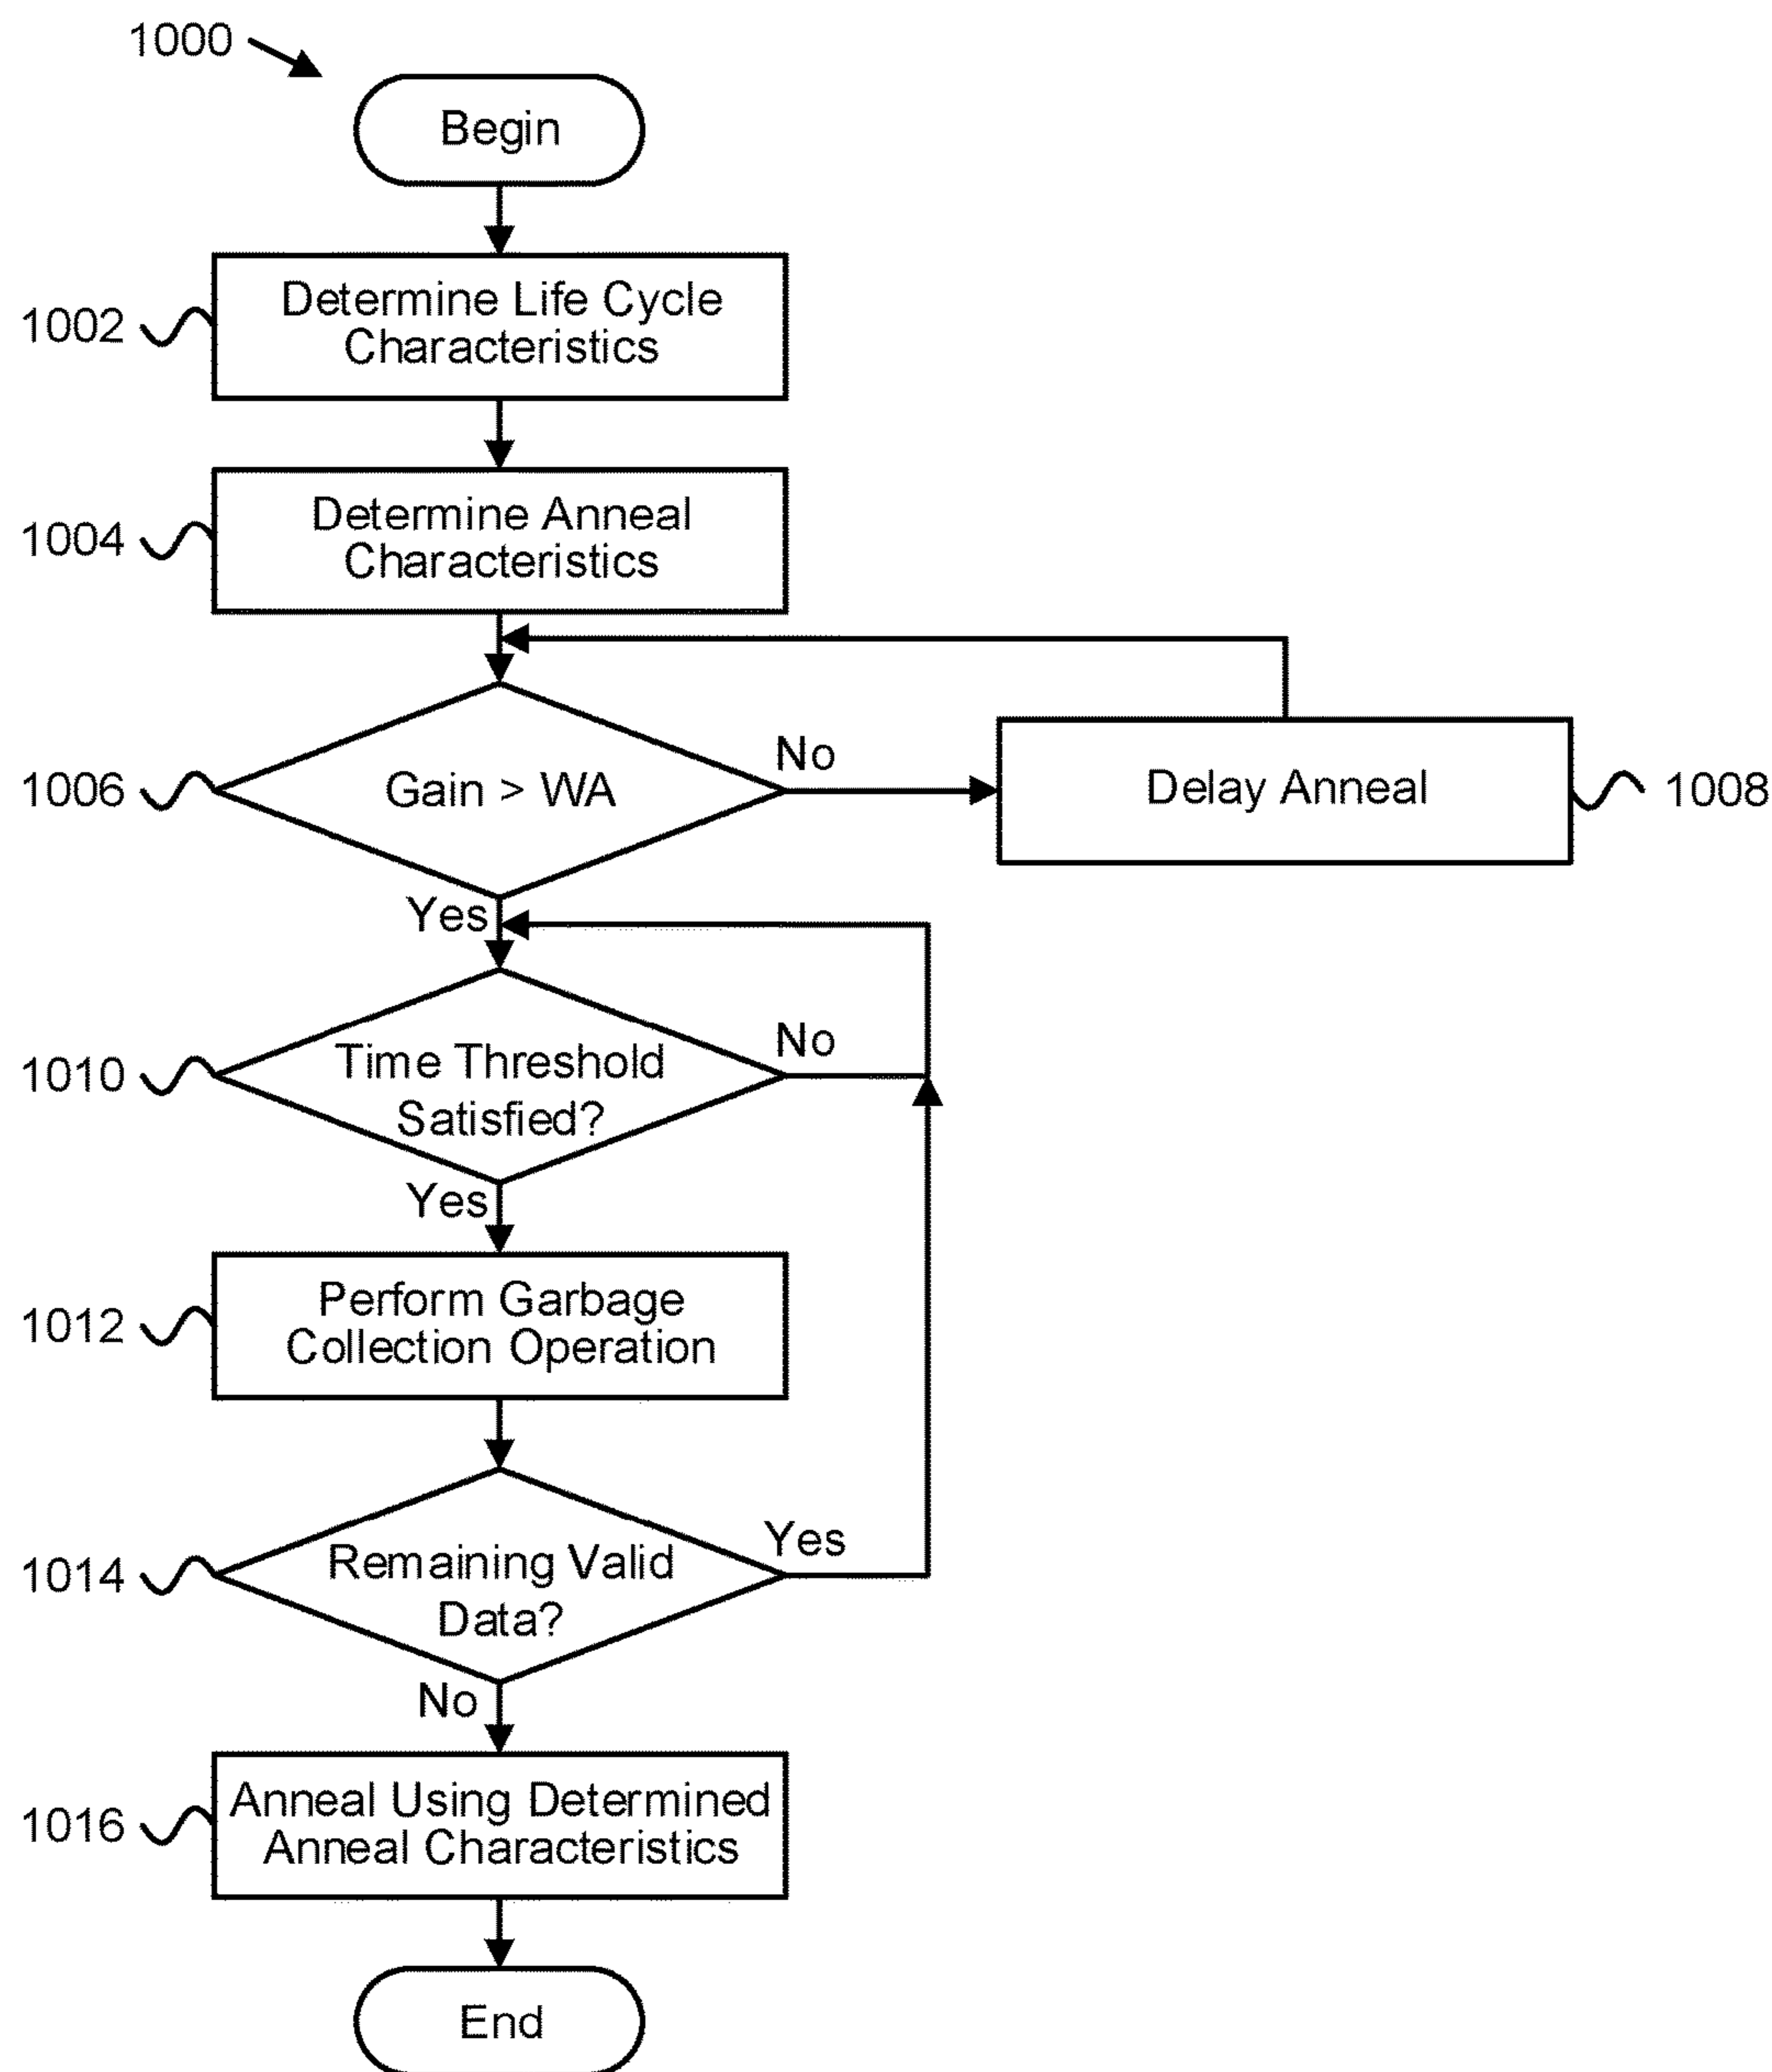 1000
Begin
1002
Determine Life Cycle
Characteristics
1004
Determine Anneal
Characteristics
1006
Gain > WA
No
Delay Anneal
1008
Yes
1010
Time Threshold
Satisfied?
No
Yes
1012
Perform Garbage
Collection Operation
1014
Remaining Valid
Data?
Yes
No
1016
Anneal Using Determined
Anneal Characteristics
End